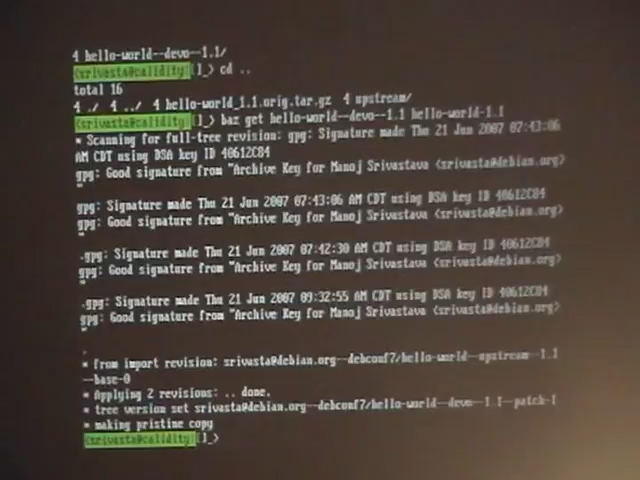 4 hello-world--devo--1.1/
<srivasta@calidity:[1_> cd ..
total 16
4 ./  4 ../  4 hello-world_1.1.orig.tar.gz  4 upstream/
<srivasta@calidity:[1_> baz get hello-world--devo--1.1 hello-world-1.1
* Scanning for full-tree revision: gpg: Signature made Thu 21 Jun 2007 07:43:06
AM CDT using DSA key ID 40612C84
gpg: Good signature from "Archive Key for Manoj Srivastava <srivasta@debian.org>
"
gpg: Signature made Thu 21 Jun 2007 07:43:06 AM CDT using DSA key ID 40612C84
gpg: Good signature from "Archive Key for Manoj Srivastava <srivasta@debian.org>
"
.gpg: Signature made Thu 21 Jun 2007 07:42:30 AM CDT using DSA key ID 40612C84
gpg: Good signature from "Archive Key for Manoj Srivastava <srivasta@debian.org>
"
.gpg: Signature made Thu 21 Jun 2007 09:32:55 AM CDT using DSA key ID 40612C84
gpg: Good signature from "Archive Key for Manoj Srivastava <srivasta@debian.org>
"
.
* from import revision: srivasta@debian.org--debconf7/hello-world--upstream--1.1
--base-0
* Applying 2 revisions: .. done.
* tree version set srivasta@debian.org--debconf7/hello-world--devo--1.1--patch-1
* making pristine copy
<srivasta@calidity:[1_>